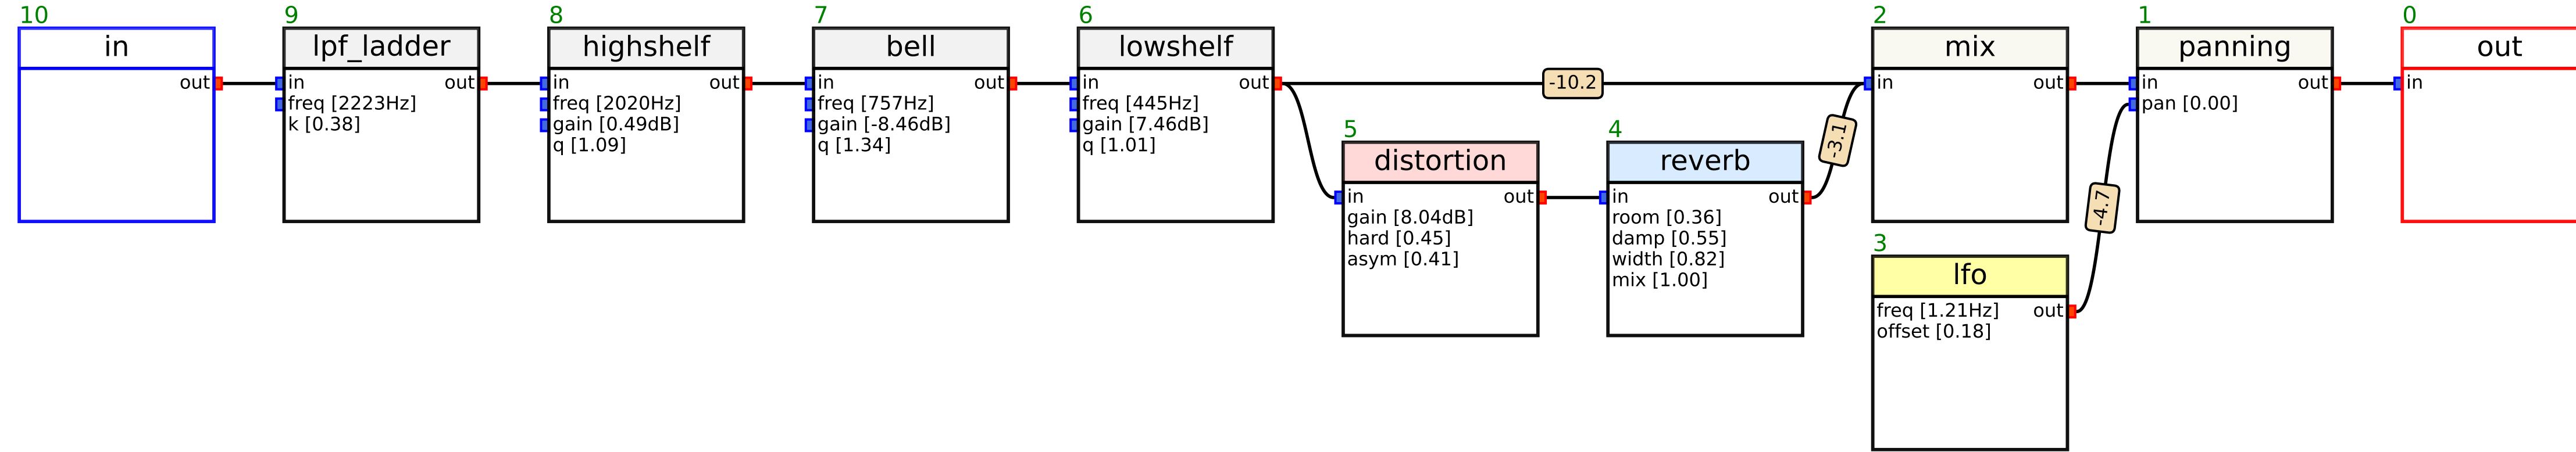 10
in
out
9
lpf_ladder
in
out
freq [2223Hz]
k [0.38]
8
highshelf
in
out
freq [2020Hz]
gain [0.49dB]
q [1.09]
7
bell
in
out
freq [757Hz]
gain [-8.46dB]
q [1.34]
6
lowshelf
in
out
freq [445Hz]
gain [7.46dB]
q [1.01]
-10.2
5
distortion
in
out
gain [8.04dB]
hard [0.45]
asym [0.41]
4
reverb
in
out
room [0.36]
damp [0.55]
width [0.82]
mix [1.00]
-3.1
2
mix
in
out
3
lfo
freq [1.21Hz]
out
offset [0.18]
-4.7
1
panning
in
out
pan [0.00]
0
out
in